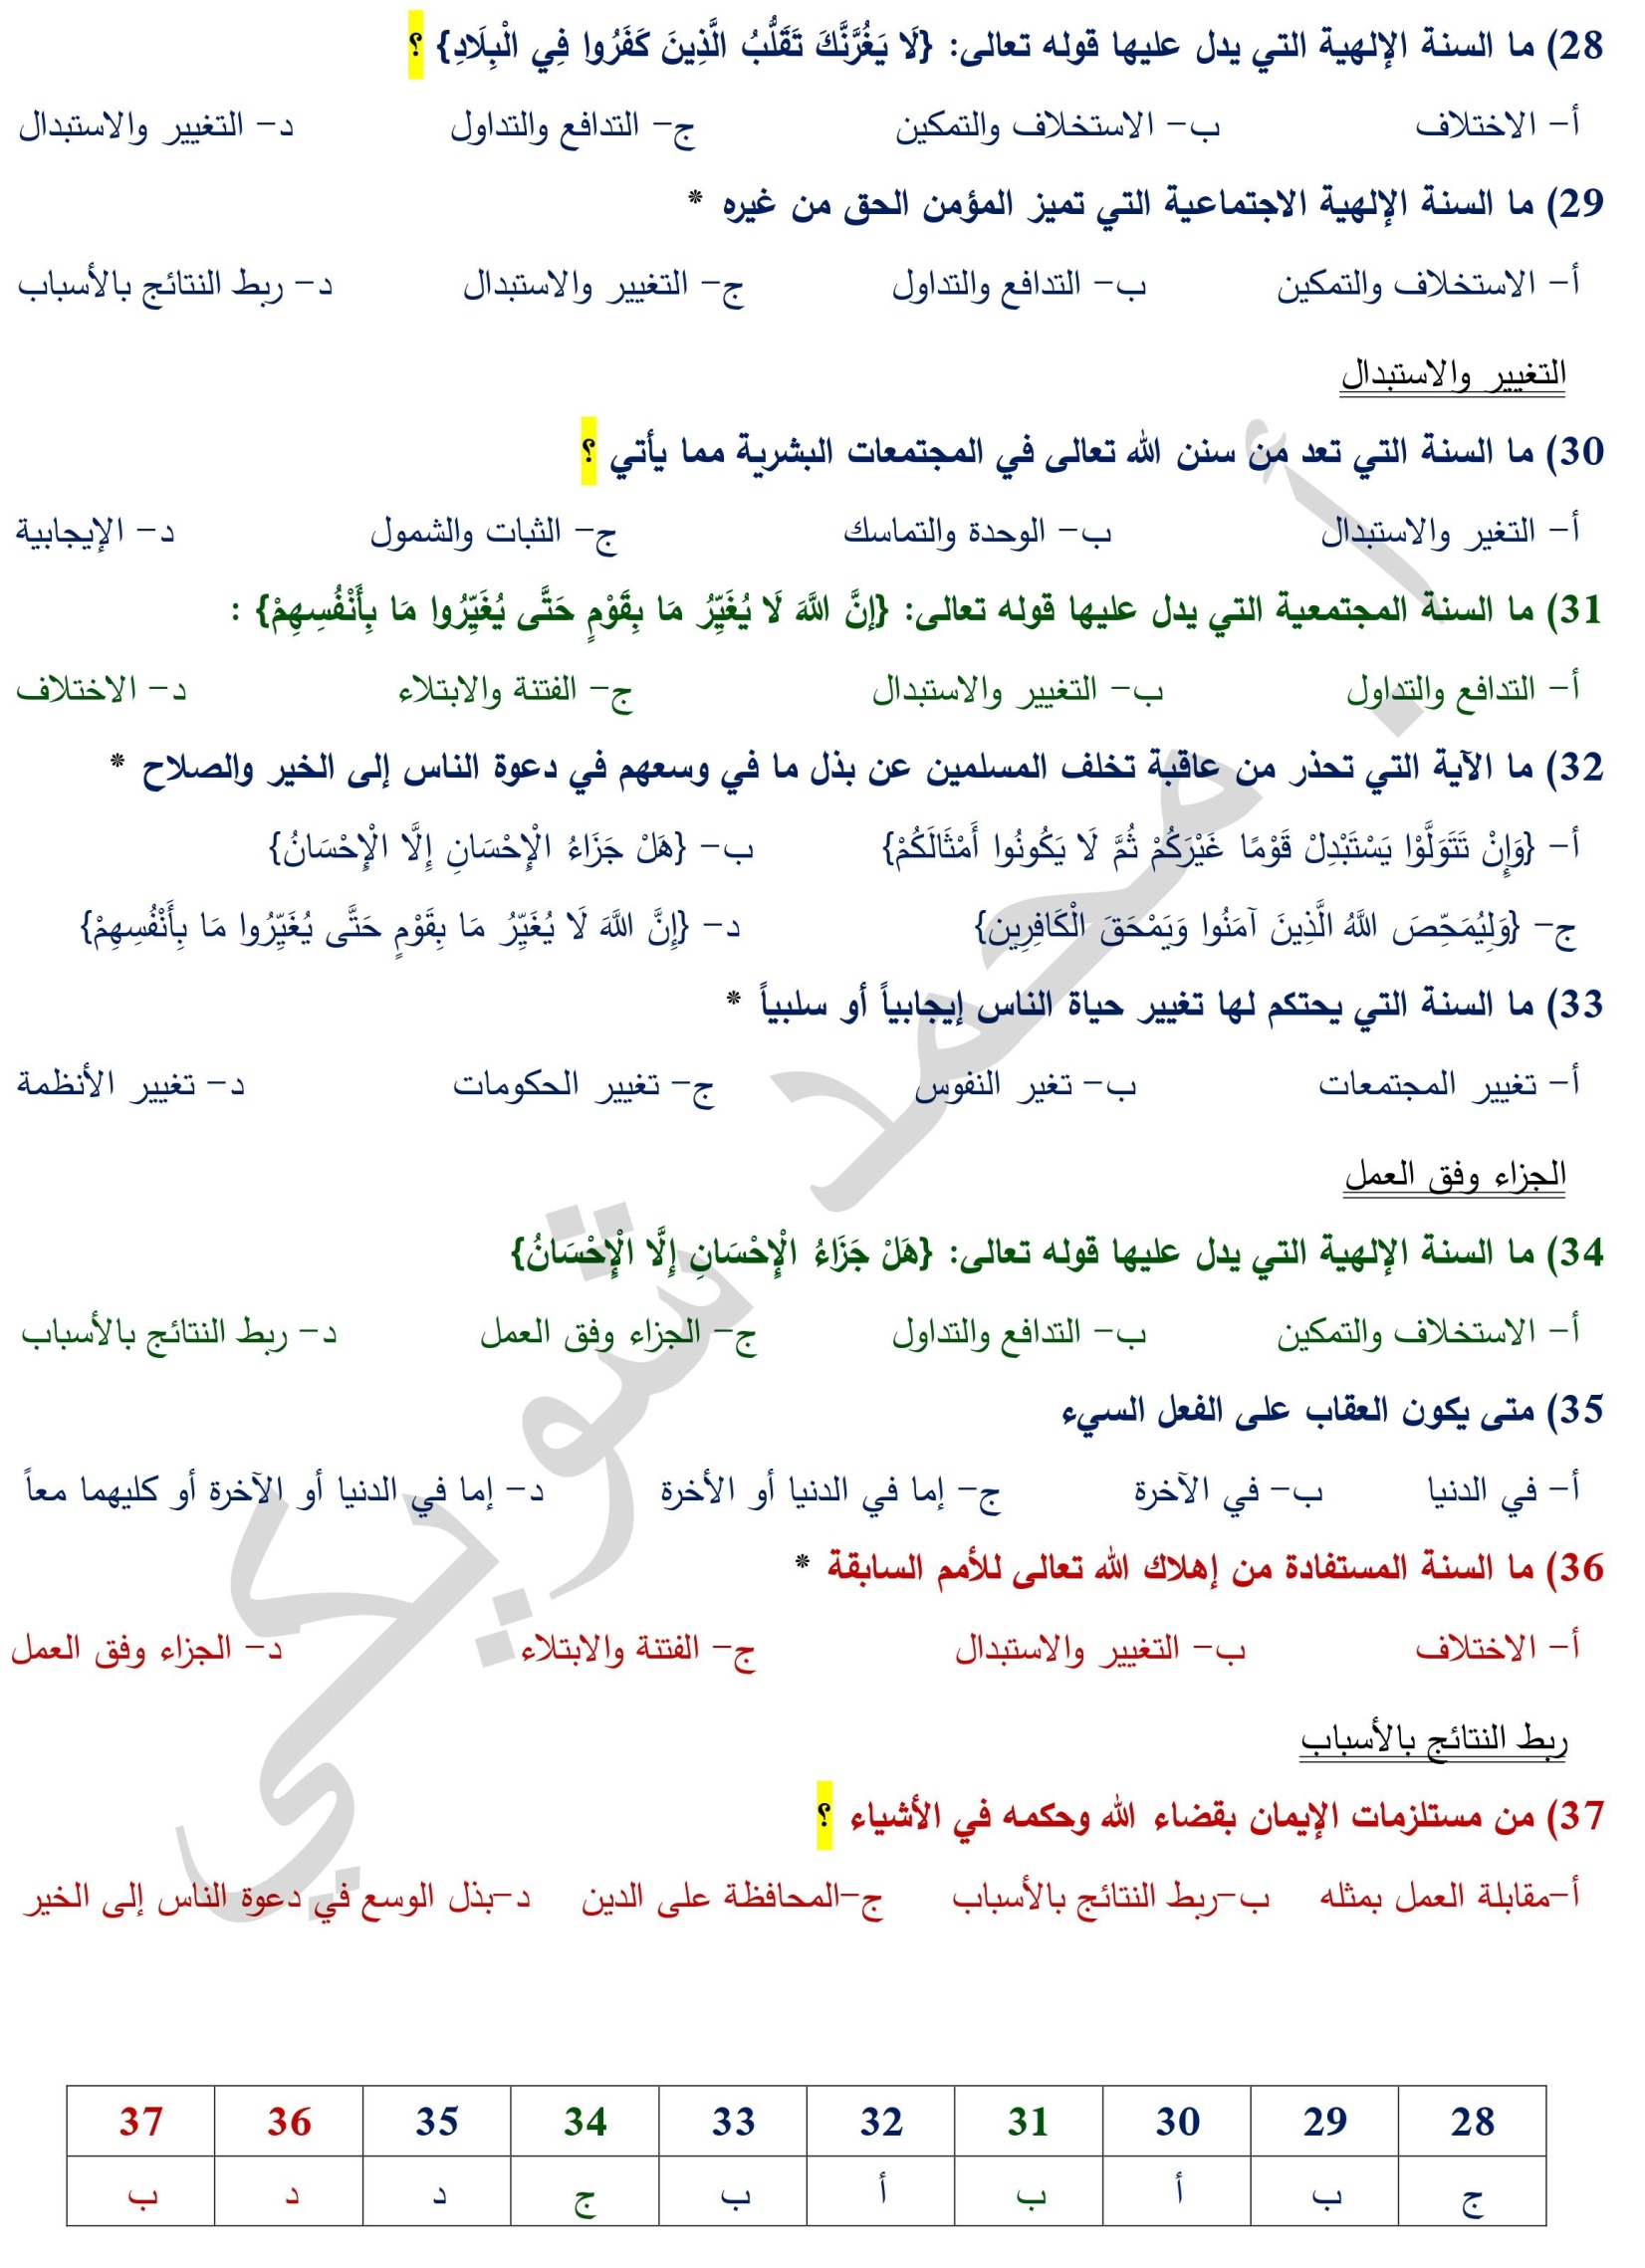 28) ما السنة الإلهية التي يدل عليها قوله تعالى: {لَا يَغُرَّنَّكَ تَقَلُّبُ الَّذِينَ كَفَرُوا فِي الْبِلَادِ} ؟
أ- الاختلاف ب- الاستخلاف والتمكين ج- التدافع والتداول د- التغيير والاستبدال
29) ما السنة الإلهية الاجتماعية التي تميز المؤمن الحق من غيره *
أ- الاستخلاف والتمكين ب- التدافع والتداول ج- التغيير والاستبدال د- ربط النتائج بالأسباب
التغيير والاستبدال
30) ما السنة التي تعد من سنن الله تعالى في المجتمعات البشرية مما يأتي ؟
أ- التغير والاستبدال ب- الوحدة والتماسك ج- الثبات والشمول د- الإيجابية
31) ما السنة المجتمعية التي يدل عليها قوله تعالى: {إِنَّ اللَّهَ لَا يُغَيِّرُ مَا بِقَوْمٍ حَتَّى يُغَيِّرُوا مَا بِأَنْفُسِهِمْ} :
أ- التدافع والتداول ب- التغيير والاستبدال ج- الفتنة والابتلاء د- الاختلاف
32) ما الآية التي تحذر من عاقبة تخلف المسلمين عن بذل ما في وسعهم في دعوة الناس إلى الخير والصلاح *
أ- {وَإِنْ تَتَوَلَّوْا يَسْتَبْدِلْ قَوْمًا غَيْرَكُمْ ثُمَّ لَا يَكُونُوا أَمْثَالَكُمْ} ب- {هَلْ جَزَاءُ الْإِحْسَانِ إِلَّا الْإِحْسَانُ}
ج- {وَلِيُمَحِّصَ اللَّهُ الَّذِينَ آمَنُوا وَيَمْحَقَ الْكَافِرِين} د- {إِنَّ اللَّهَ لَا يُغَيِّرُ مَا بِقَوْمٍ حَتَّى يُغَيِّرُوا مَا بِأَنْفُسِهِمْ}
33) ما السنة التي يحتكم لها تغيير حياة الناس إيجابياً أو سلبياً *
أ- تغيير المجتمعات ب- تغير النفوس ج- تغيير الحكومات د- تغيير الأنظمة
الجزاء وفق العمل
34) ما السنة الإلهية التي يدل عليها قوله تعالى: {هَلْ جَزَاءُ الْإِحْسَانِ إِلَّا الْإِحْسَانُ}
أ- الاستخلاف والتمكين ب- التدافع والتداول ج- الجزاء وفق العمل د- ربط النتائج بالأسباب
35) متى يكون العقاب على الفعل السيء
أ- في الدنيا ب- في الآخرة ج- إما في الدنيا أو الأخرة د- إما في الدنيا أو الآخرة أو كليهما معاً
36) ما السنة المستفادة من إهلاك الله تعالى للأمم السابقة *
أ- الاختلاف ب- التغيير والاستبدال ج- الفتنة والابتلاء د- الجزاء وفق العمل
ربط النتائج بالأسباب
37) من مستلزمات الإيمان بقضاء الله وحكمه في الأشياء ؟
أ-مقابلة العمل بمثله ب-ربط النتائج بالأسباب ج-المحافظة على الدين د-بذل الوسع في دعوة الناس إلى الخير
28 29 30 31 32 33 34 35 36 37
ج ب أ ب أ ب ج د د ب
أ. محمد شويكي